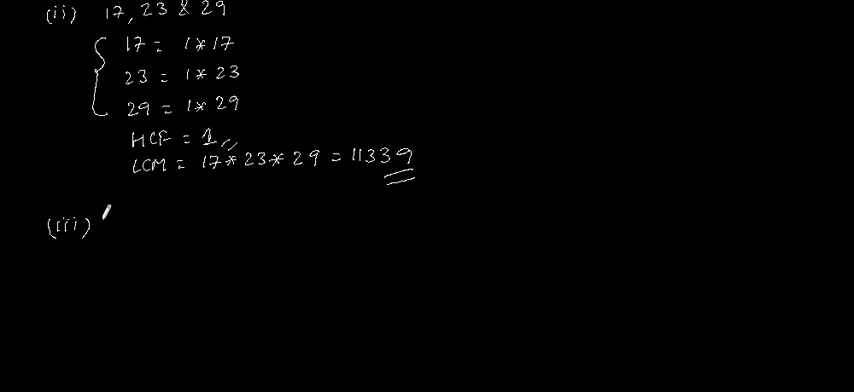 (ii) 17, 23 & 29
17 = 1*17
23 = 1*23
29 = 1*29
HCF = 1
LCM = 17*23*29 = 11339
(iii)